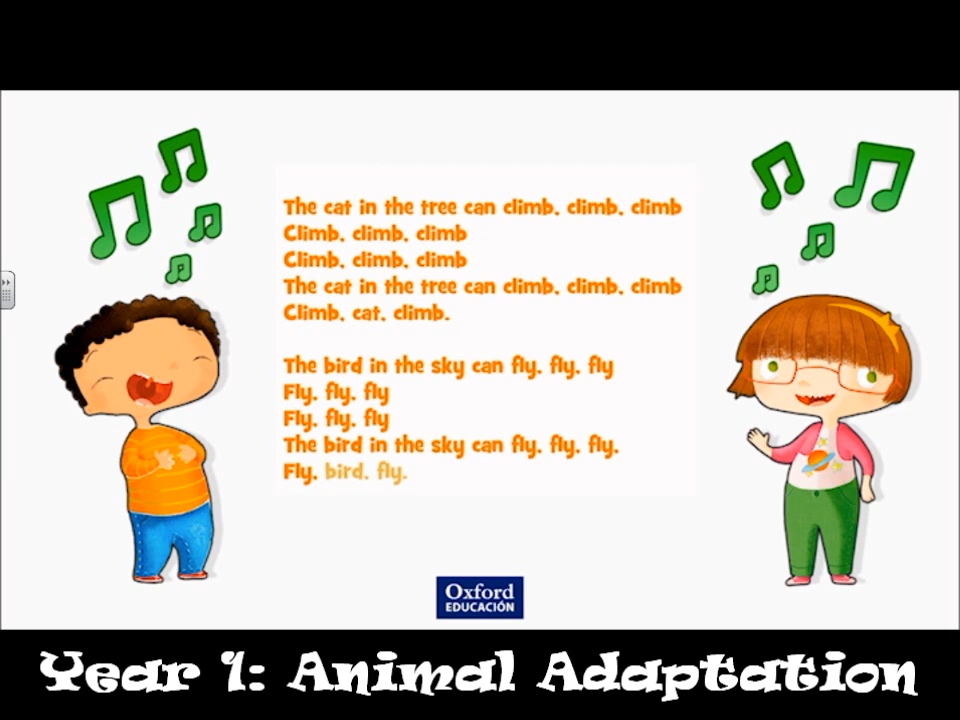 The cat in the tree can climb, climb, climb
Climb, climb, climb
Climb, climb, climb
The cat in the tree can climb, climb, climb
Climb, cat, climb.
The bird in the sky can fly, fly, fly
Fly, fly, fly
Fly, fly, fly
The bird in the sky can fly, fly, fly.
Fly, bird, fly.
Oxford
EDUCACIÓN
Year 1: Animal Adaptation